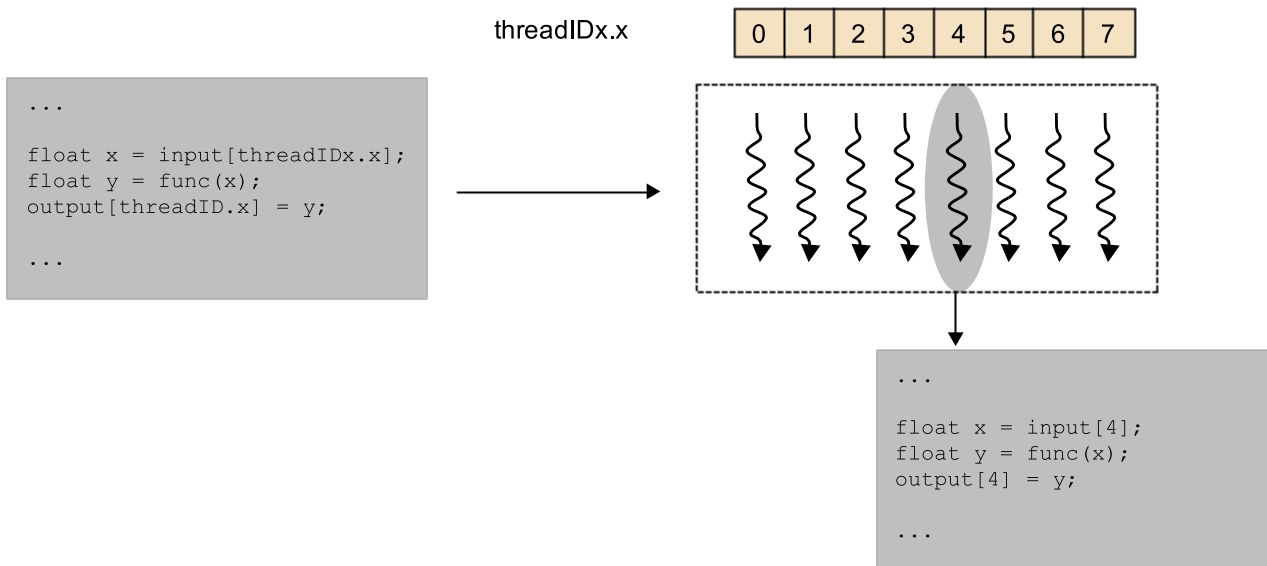 threadIDx.x
0 1 2 3 4 5 6 7
...
float x = input[threadIDx.x];
float y = func(x);
output[threadID.x] = y;
...
...
float x = input[4];
float y = func(x);
output[4] = y;
...